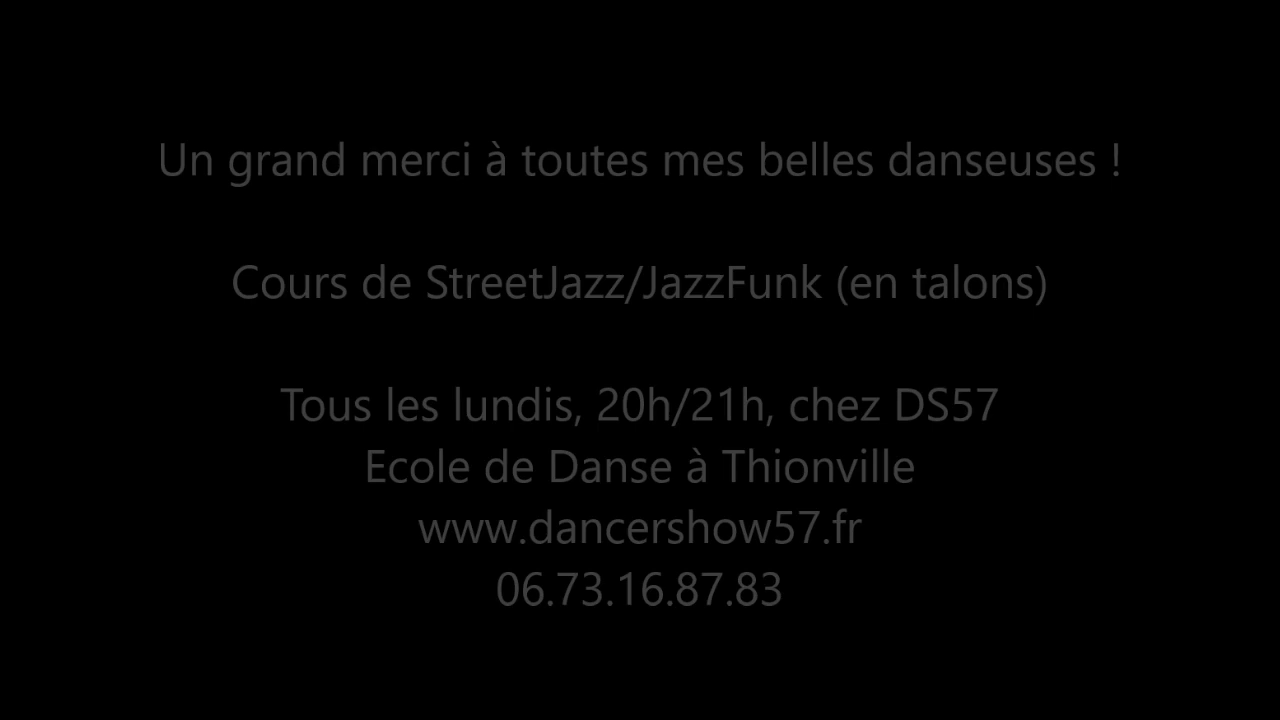 Un grand merci à toutes mes belles danseuses !
Cours de StreetJazz/JazzFunk (en talons)
Tous les lundis, 20h/21h, chez DS57
Ecole de Danse à Thionville
www.dancershow57.fr
06.73.16.87.83